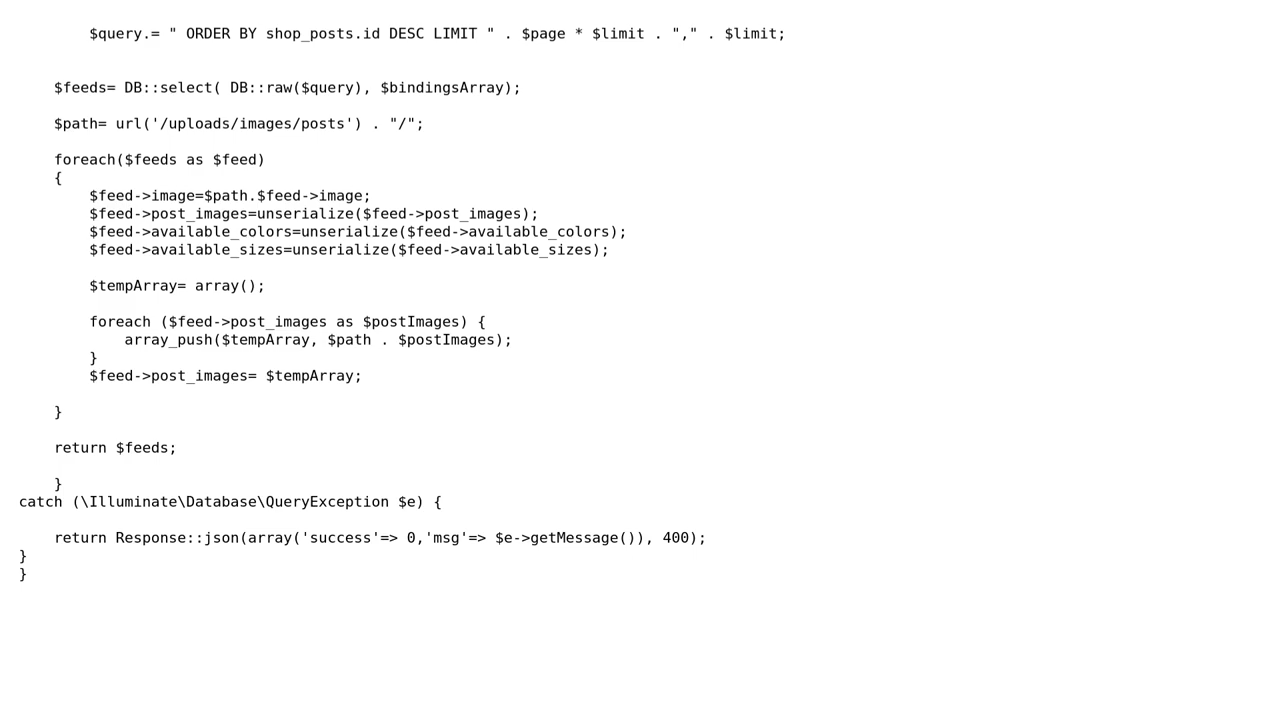 $query.= " ORDER BY shop_posts.id DESC LIMIT " . $page * $limit . "," . $limit;
$feeds= DB::select( DB::raw($query), $bindingsArray);
$path= url('/uploads/images/posts') . "/";
foreach($feeds as $feed)
{
$feed->image=$path.$feed->image;
$feed->post_images=unserialize($feed->post_images);
$feed->available_colors=unserialize($feed->available_colors);
$feed->available_sizes=unserialize($feed->available_sizes);
$tempArray= array();
foreach ($feed->post_images as $postImages) {
array_push($tempArray, $path . $postImages);
}
$feed->post_images= $tempArray;
}
return $feeds;
}
catch (\Illuminate\Database\QueryException $e) {
return Response::json(array('success'=> 0,'msg'=> $e->getMessage()), 400);
}
}